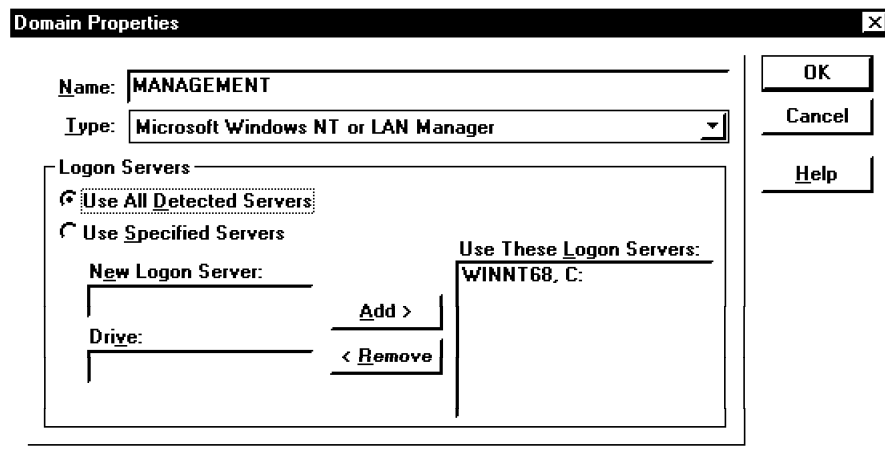 Domain Properties
Name: MANAGEMENT
Type: Microsoft Windows NT or LAN Manager
Logon Servers
Use All Detected Servers
Use Specified Servers
New Logon Server:
Drive:
Add >
< Remove
Use These Logon Servers:
WINNT68, C:
OK
Cancel
Help